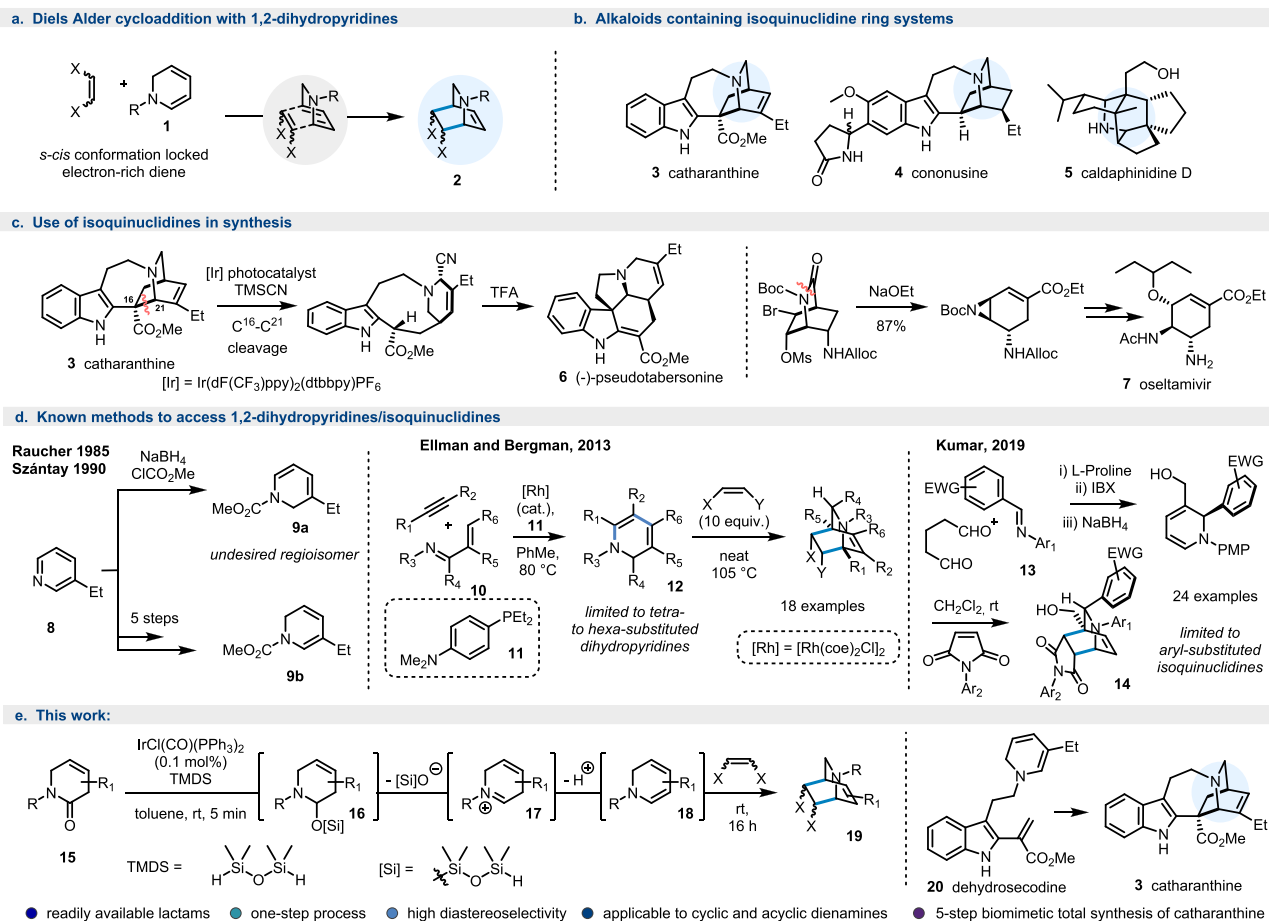 a. Diels Alder cycloaddition with 1,2-dihydropyridines
X
X
+
R
N
1
s-cis conformation locked
electron-rich diene
N
R
X
X
N
R
X
X
2
b. Alkaloids containing isoquinuclidine ring systems
N
N
H
CO2Me
Et
3 catharanthine
O
H
NH
O
N
N
H
H
Et
4 cononusine
OH
HN
5 caldaphinidine D
c. Use of isoquinuclidines in synthesis
N
16
21
N
H
CO2Me
Et
3 catharanthine
[Ir] photocatalyst
TMSCN
C16-C21
cleavage
CN
N
Et
N
H
H
CO2Me
[Ir] = Ir(dF(CF3)ppy)2(dtbbpy)PF6
TFA
Et
N
N
H
CO2Me
6 (-)-pseudotabersonine
O
Boc
N
Br
OMs
NHAlloc
NaOEt
87%
BocN
CO2Et
NHAlloc
O
CO2Et
AcHN
NH2
7 oseltamivir
d. Known methods to access 1,2-dihydropyridines/isoquinuclidines
Raucher 1985
Szántay 1990
N
Et
8
NaBH4
ClCO2Me
MeO2C
N
Et
9a
undesired regioisomer
5 steps
MeO2C
N
Et
9b
Ellman and Bergman, 2013
R1
R2
+
R3
N
R4
R5
R6
10
[Rh]
(cat.),
11
PhMe,
80 °C
PEt2
Me2N
11
R2
R1
R6
N
R3
R5
R4
12
limited to tetra-
to hexa-substituted
dihydropyridines
X
Y
(10 equiv.)
neat
105 °C
H
R4
R5
N
R3
R6
X
Y
R1
R2
18 examples
[Rh] = [Rh(coe)2Cl]2
Kumar, 2019
EWG
N
Ar1
CHO
+
CHO
13
i) L-Proline
ii) IBX
iii) NaBH4
EWG
HO
N
PMP
24 examples
limited to
aryl-substituted
isoquinuclidines
CH2Cl2, rt
O
N
O
Ar2
EWG
H
HO
N
Ar1
O
N
O
Ar2
14
e. This work:
R
N
O
R1
15
IrCl(CO)(PPh3)2
(0.1 mol%)
TMDS
toluene, rt, 5 min
R
N
R1
O[Si]
16
- [Si]O⊖
R
N
⊕
R1
17
- H⊕
R
N
R1
18
X
X
rt,
16 h
N
R
R1
X
X
19
TMDS =
H
Si
O
Si
H
[Si] =
Si
O
Si
H
Et
N
N
H
CO2Me
20 dehydrosecodine
N
N
H
CO2Me
Et
3 catharanthine
readily available lactams
one-step process
high diastereoselectivity
applicable to cyclic and acyclic dienamines
5-step biomimetic total synthesis of catharanthine